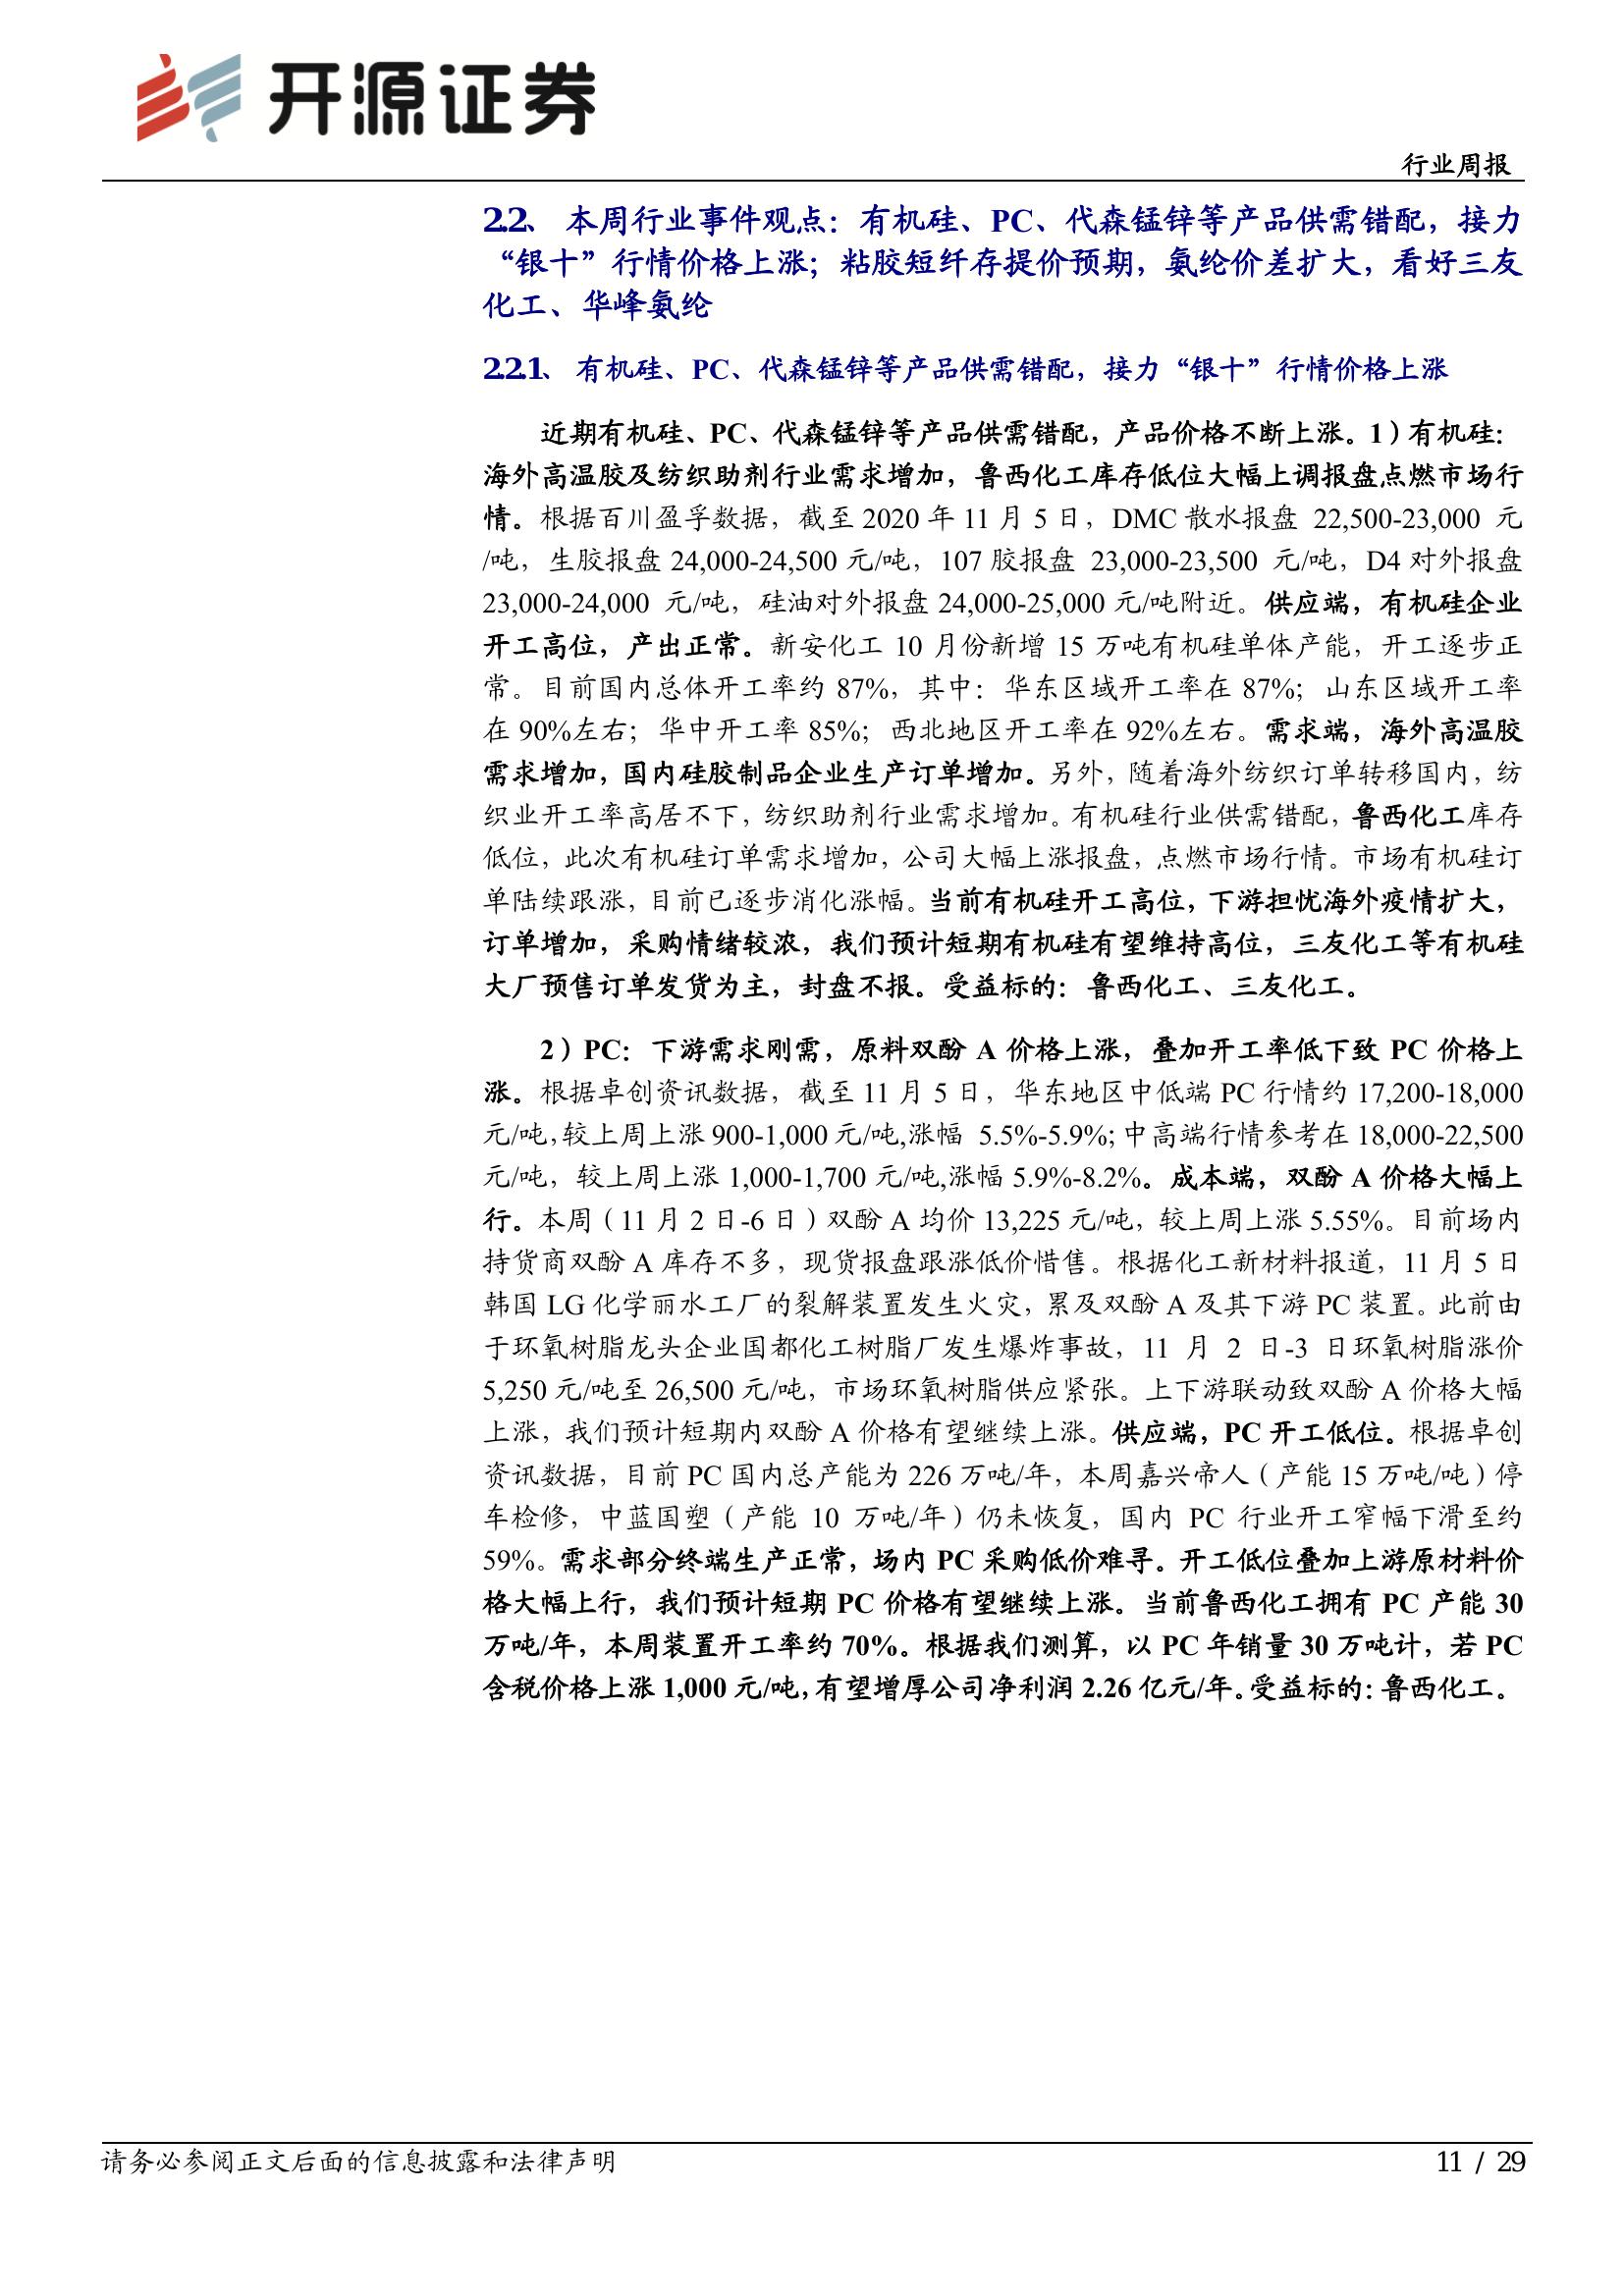 开源证券
行业周报
2.2、 本周行业事件观点：有机硅、PC、代森锰锌等产品供需错配，接力
“银十”行情价格上涨；粘胶短纤存提价预期，氨纶价差扩大，看好三友
化工、华峰氨纶
2.2.1、 有机硅、PC、代森锰锌等产品供需错配，接力“银十”行情价格上涨
近期有机硅、PC、代森锰锌等产品供需错配，产品价格不断上涨。1）有机硅：
海外高温胶及纺织助剂行业需求增加，鲁西化工库存低位大幅上调报盘点燃市场行
情。根据百川盈孚数据，截至 2020 年 11 月 5 日，DMC 散水报盘 22,500-23,000 元
/吨，生胶报盘 24,000-24,500 元/吨，107 胶报盘 23,000-23,500 元/吨，D4 对外报盘
23,000-24,000 元/吨，硅油对外报盘 24,000-25,000 元/吨附近。供应端，有机硅企业
开工高位，产出正常。新安化工 10 月份新增 15 万吨有机硅单体产能，开工逐步正
常。目前国内总体开工率约 87%，其中：华东区域开工率在 87%；山东区域开工率
在 90%左右；华中开工率 85%；西北地区开工率在 92%左右。需求端，海外高温胶
需求增加，国内硅胶制品企业生产订单增加。另外，随着海外纺织订单转移国内，纺
织业开工率高居不下，纺织助剂行业需求增加。有机硅行业供需错配，鲁西化工库存
低位，此次有机硅订单需求增加，公司大幅上涨报盘，点燃市场行情。市场有机硅订
单陆续跟涨，目前已逐步消化涨幅。当前有机硅开工高位，下游担忧海外疫情扩大，
订单增加，采购情绪较浓，我们预计短期有机硅有望维持高位，三友化工等有机硅
大厂预售订单发货为主，封盘不报。受益标的：鲁西化工、三友化工。
2）PC：下游需求刚需，原料双酚 A 价格上涨，叠加开工率低下致 PC 价格上
涨。根据卓创资讯数据，截至 11 月 5 日，华东地区中低端 PC 行情约 17,200-18,000
元/吨,较上周上涨 900-1,000 元/吨,涨幅 5.5%-5.9%; 中高端行情参考在 18,000-22,500
元/吨，较上周上涨 1,000-1,700 元/吨,涨幅 5.9%-8.2%。成本端，双酚 A 价格大幅上
行。本周（11 月 2 日-6 日）双酚 A 均价 13,225 元/吨，较上周上涨 5.55%。目前场内
持货商双酚 A 库存不多，现货报盘跟涨低价惜售。根据化工新材料报道，11 月 5 日
韩国 LG 化学丽水工厂的裂解装置发生火灾，累及双酚 A 及其下游 PC 装置。此前由
于环氧树脂龙头企业国都化工树脂厂发生爆炸事故，11 月 2 日-3 日环氧树脂涨价
5,250 元/吨至 26,500 元/吨，市场环氧树脂供应紧张。上下游联动致双酚 A 价格大幅
上涨，我们预计短期内双酚 A 价格有望继续上涨。供应端，PC 开工低位。根据卓创
资讯数据，目前 PC 国内总产能为 226 万吨/年，本周嘉兴帝人（产能 15 万吨/吨）停
车检修，中蓝国塑（产能 10 万吨/年）仍未恢复，国内 PC 行业开工窄幅下滑至约
59%。需求部分终端生产正常，场内 PC 采购低价难寻。开工低位叠加上游原材料价
格大幅上行，我们预计短期 PC 价格有望继续上涨。当前鲁西化工拥有 PC 产能 30
万吨/年，本周装置开工率约 70%。根据我们测算，以 PC 年销量 30 万吨计，若 PC
含税价格上涨 1,000 元/吨，有望增厚公司净利润 2.26 亿元/年。受益标的：鲁西化工。
请务必参阅正文后面的信息披露和法律声明
11 / 29